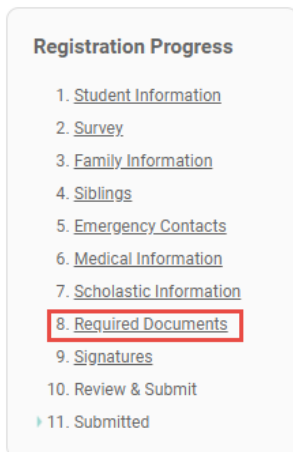 Registration Progress
1. Student Information
2. Survey
3. Family Information
4. Siblings
5. Emergency Contacts
6. Medical Information
7. Scholastic Information
8. Required Documents
9. Signatures
10. Review & Submit
11. Submitted